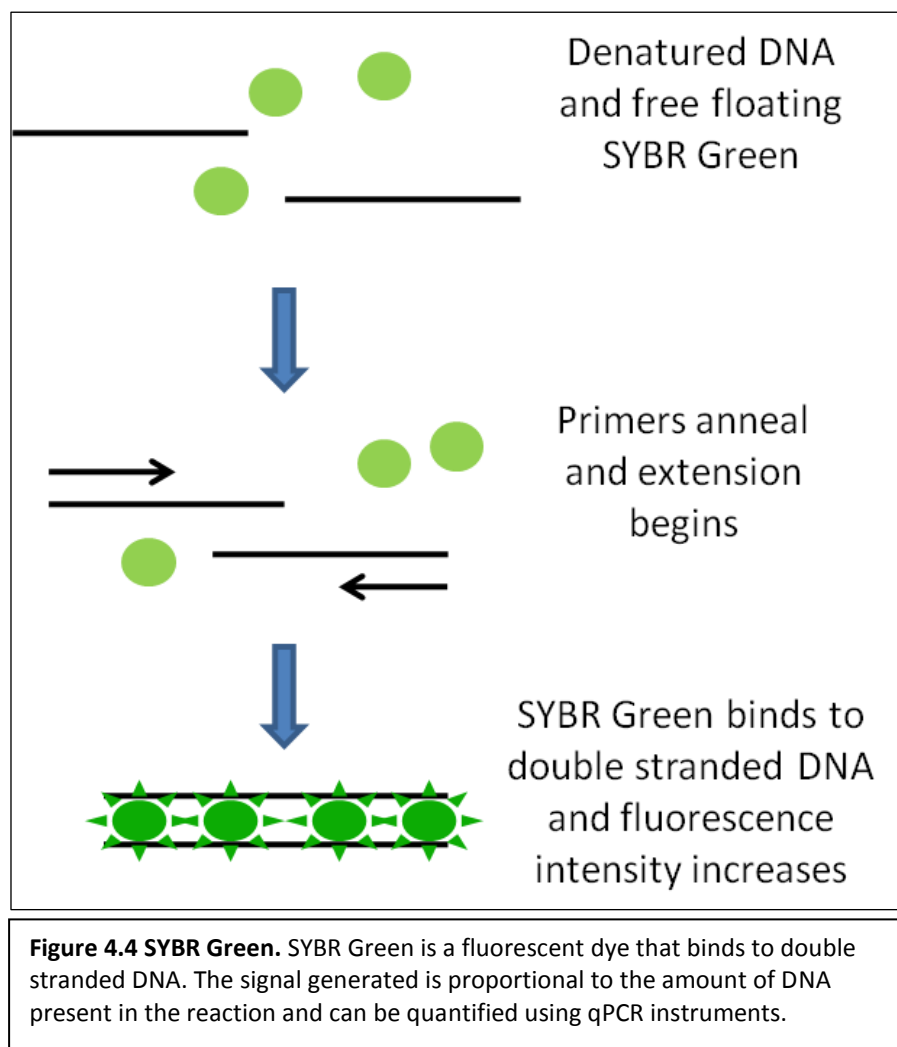 Denatured DNA
and free floating
SYBR Green
Primers anneal
and extension
begins
SYBR Green binds to
double stranded DNA
and fluorescence
intensity increases
Figure 4.4 SYBR Green. SYBR Green is a fluorescent dye that binds to double
stranded DNA. The signal generated is proportional to the amount of DNA
present in the reaction and can be quantified using qPCR instruments.